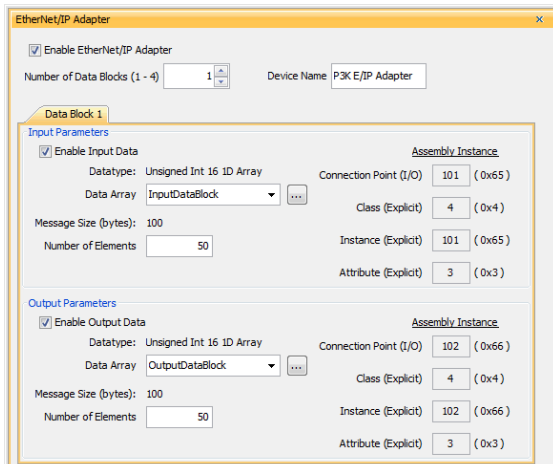 EtherNet/IP Adapter
Enable EtherNet/IP Adapter
Number of Data Blocks (1 - 4) 1 Device Name P3K E/IP Adapter
Data Block 1
Input Parameters
Enable Input Data Assembly Instance
Datatype: Unsigned Int 16 1D Array Connection Point (I/O) 101 ( 0x65 )
Data Array InputDataBlock ...
Class (Explicit) 4 ( 0x4 )
Message Size (bytes): 100 Instance (Explicit) 101 ( 0x65 )
Number of Elements 50
Attribute (Explicit) 3 ( 0x3 )
Output Parameters
Enable Output Data Assembly Instance
Datatype: Unsigned Int 16 1D Array Connection Point (I/O) 102 ( 0x66 )
Data Array OutputDataBlock ...
Class (Explicit) 4 ( 0x4 )
Message Size (bytes): 100
Number of Elements 50 Instance (Explicit) 102 ( 0x66 )
Attribute (Explicit) 3 ( 0x3 )